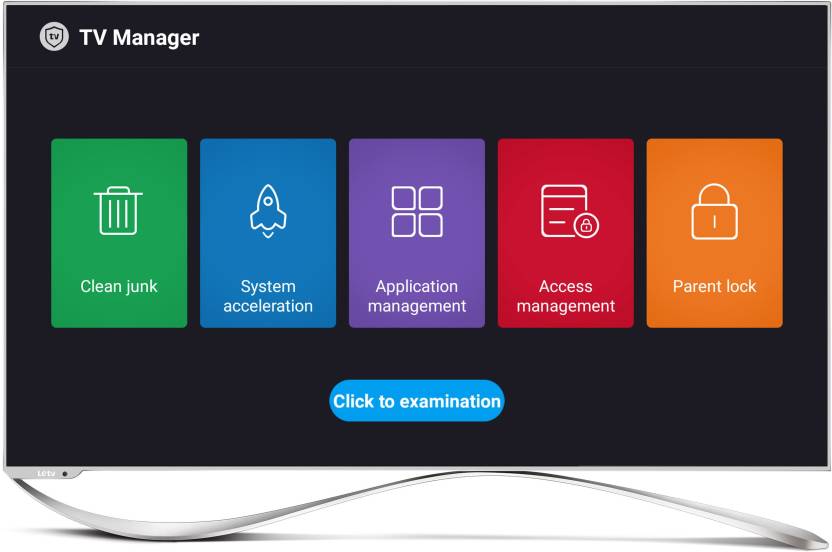 tv
TV Manager
Clean junk
System
acceleration
Application
management
Access
management
Parent lock
Click to examination
Letv